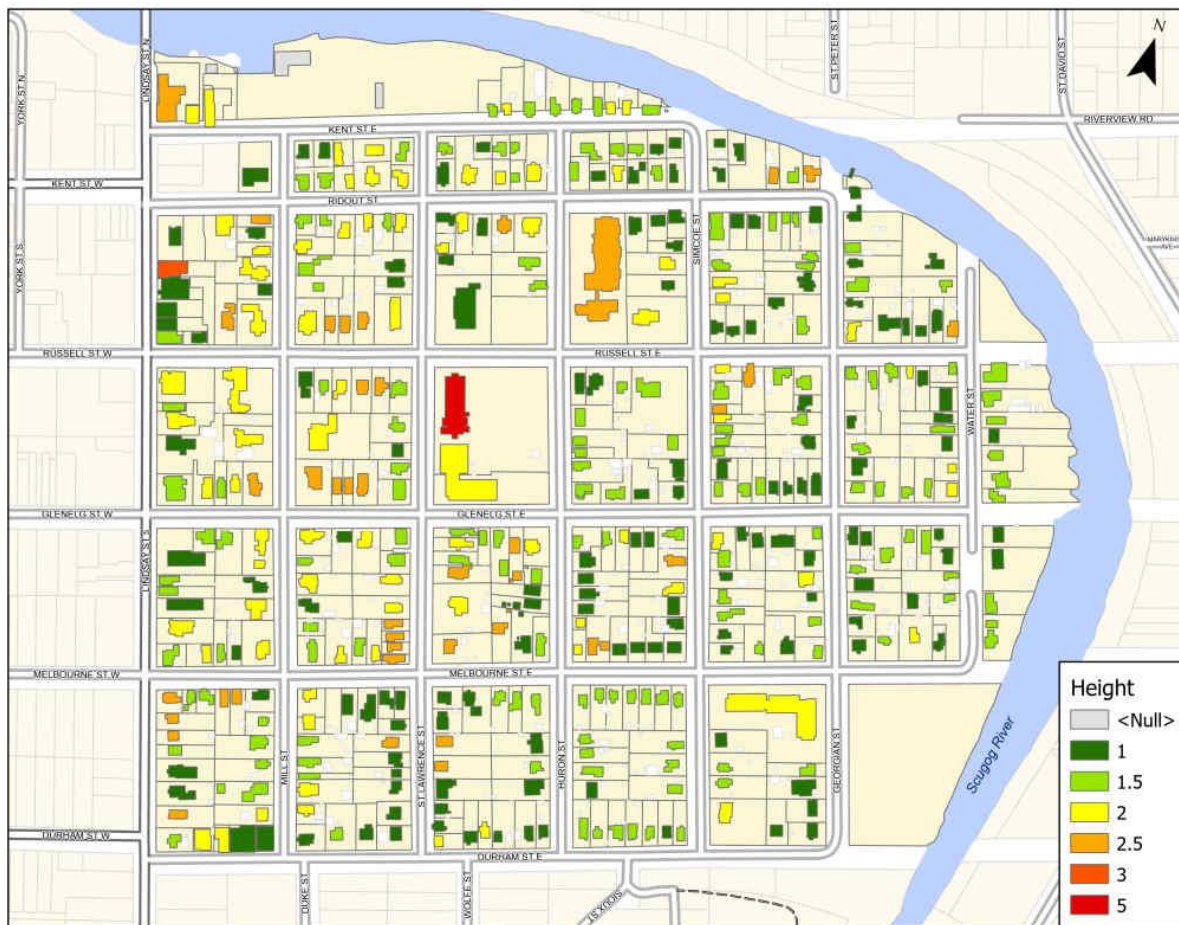 N
YORK ST N
LINDSAY ST N
ST PETER ST
ST DAVID ST
RIVERVIEW RD
KENT ST E
KENT ST W
RIDOUT ST
SIMCOE ST
YORK ST S
RUSSELL ST W
RUSSELL ST E
WATER ST
GLENELG ST W
GLENELG ST E
LINDSAY ST S
MELBOURNE ST W
MELBOURNE ST E
MILL ST
ST LAWRENCE ST
HURON ST
GEORGIAN ST
Scugog River
DURHAM ST W
DURHAM ST E
DUKE ST
WOLFE ST
SIOUX ST
Height
<Null>
1
1.5
2
2.5
3
5